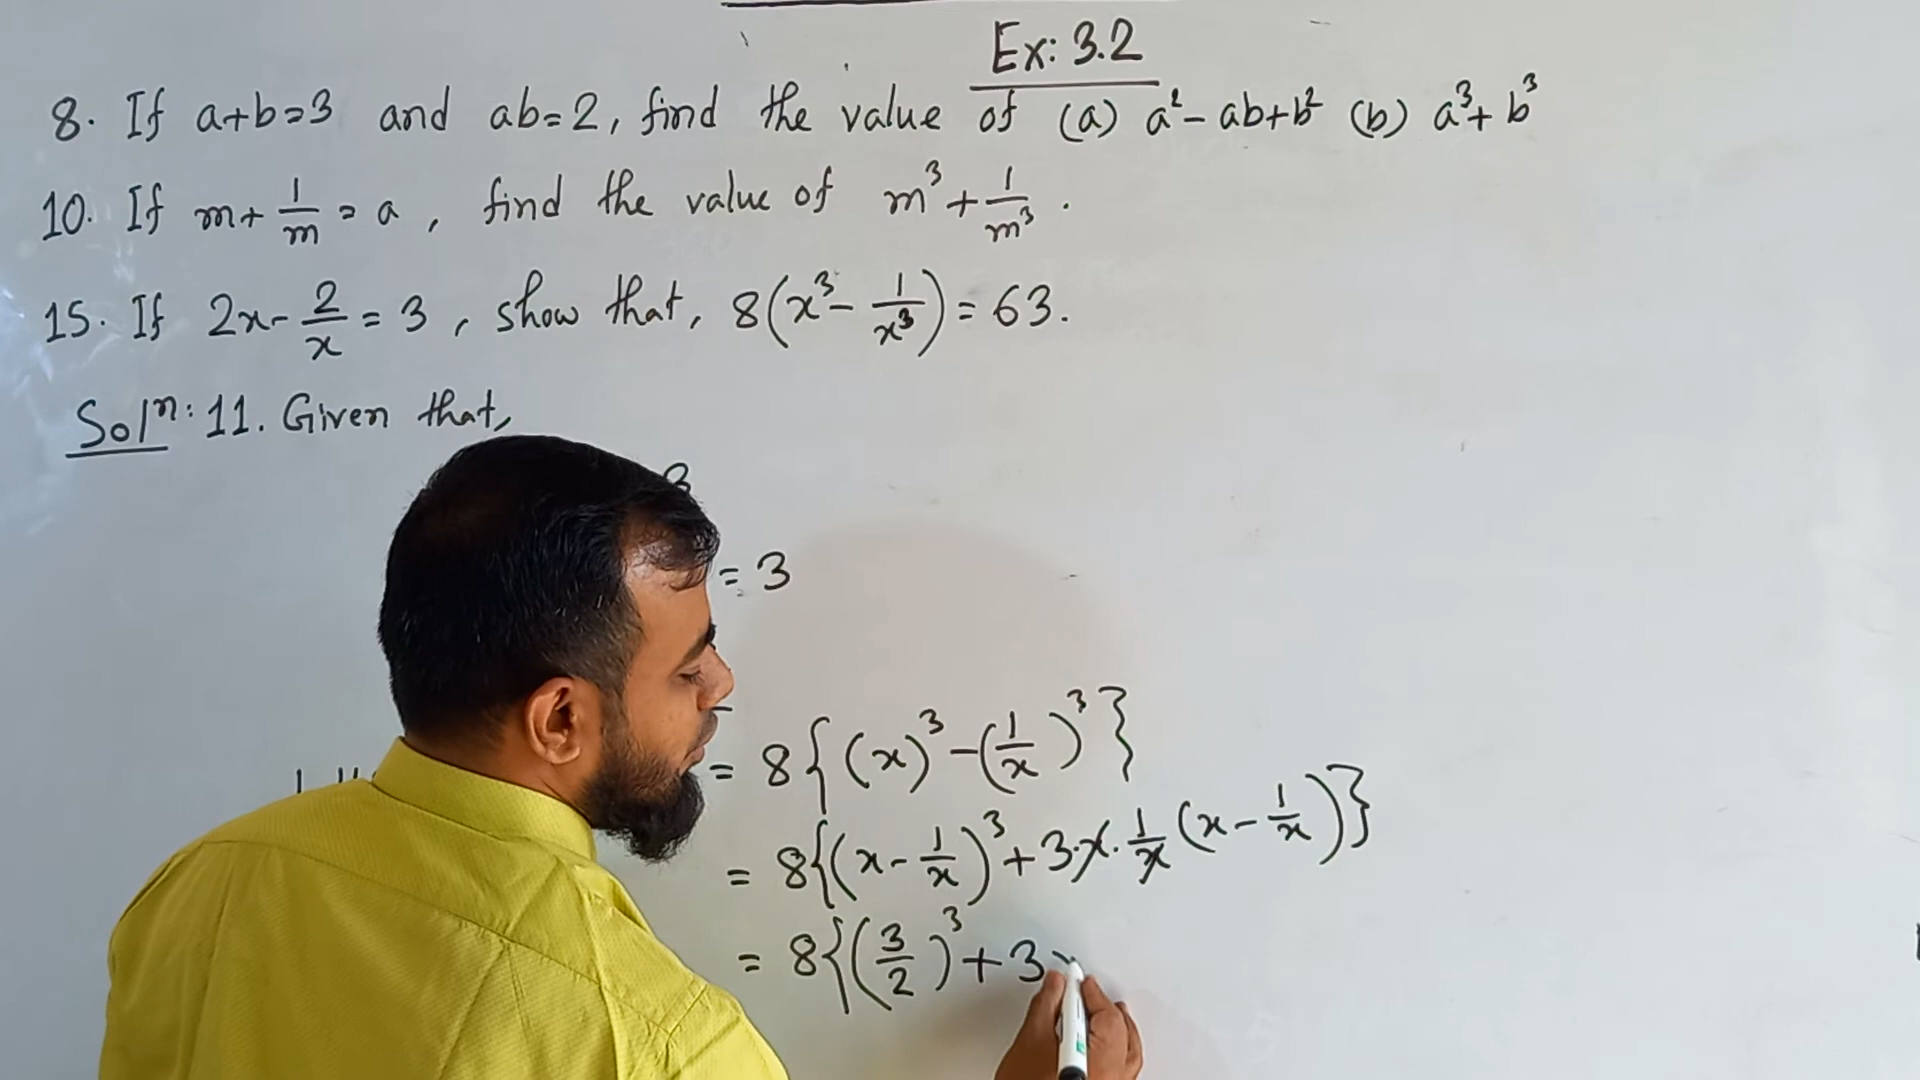 Ex: 3.2
8. If a+b=3 and ab=2, find the value of (a) a²-ab+b² (b) a³+b³
10. If m+1/m=a, find the value of m³+1/m³.
15. If 2x-2/x=3, show that, 8(x³-1/x³)=63.
Solⁿ: 11. Given that,
3
=3
=8{(x)³-(1/x)³}
=8{(x-1/x)³+3·x·1/x(x-1/x)}
=8{(3/2)³+3